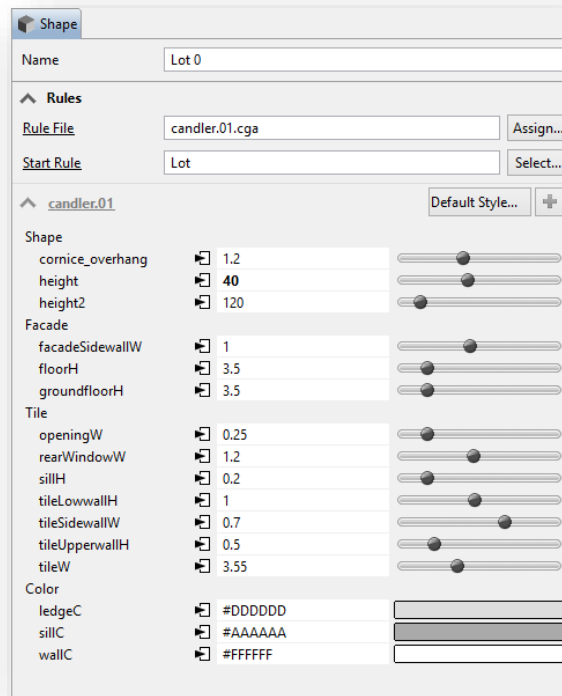 Shape
Name Lot 0
Rules
Rule File candler.01.cga Assign...
Start Rule Lot Select...
candler.01 Default Style...
Shape
cornice_overhang 1.2
height 40
height2 120
Facade
facadeSidewallW 1
floorH 3.5
groundfloorH 3.5
Tile
openingW 0.25
rearWindowW 1.2
sillH 0.2
tileLowwallH 1
tileSidewallW 0.7
tileUpperwallH 0.5
tileW 3.55
Color
ledgeC #DDDDDD
sillC #AAAAAA
wallC #FFFFFF